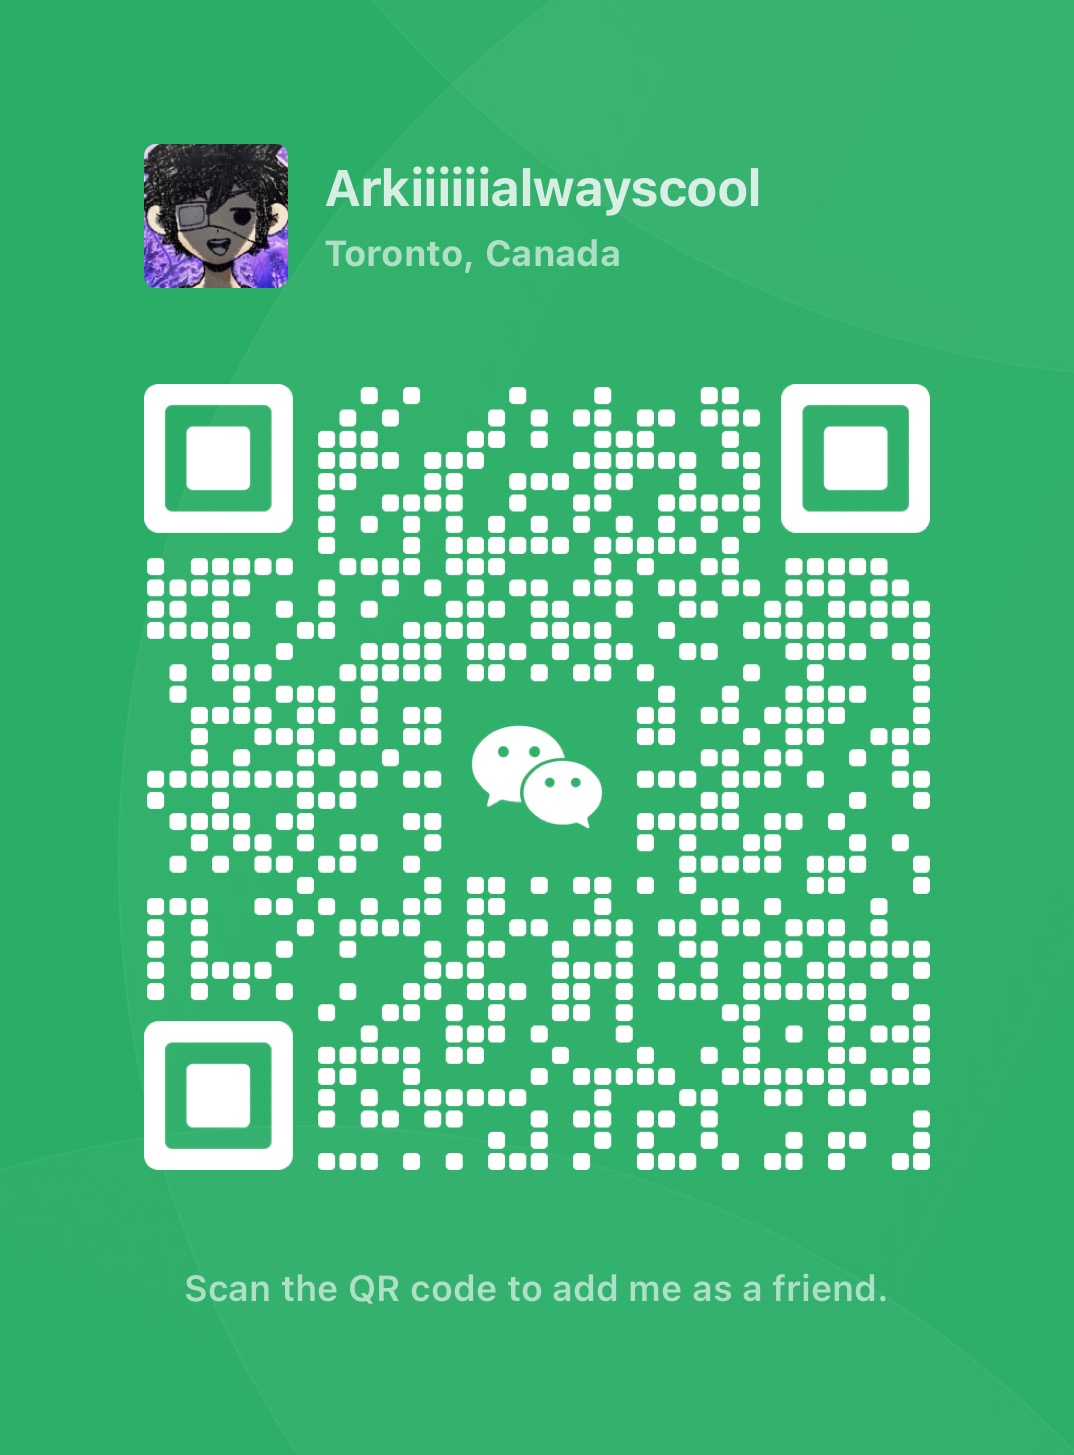 Arkiiiiiialwayscool
Toronto, Canada
Scan the QR code to add me as a friend.